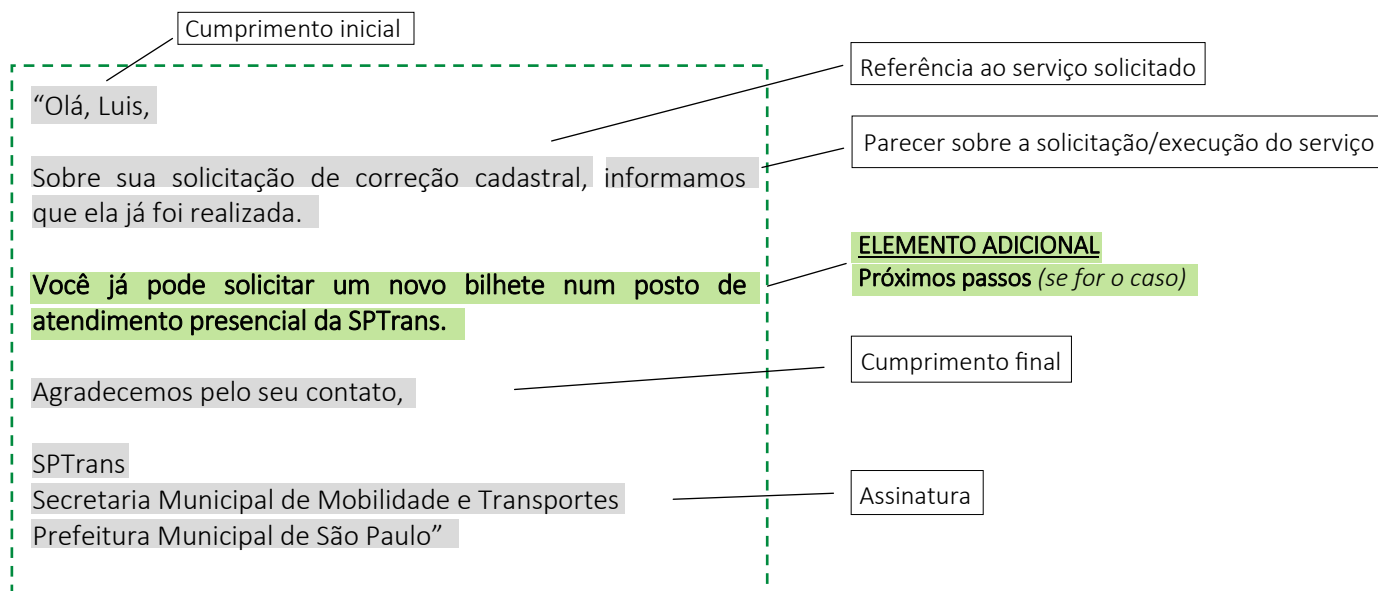 Cumprimento inicial
Referência ao serviço solicitado
“Olá, Luis,
Parecer sobre a solicitação/execução do serviço
Sobre sua solicitação de correção cadastral, informamos
que ela já foi realizada.
ELEMENTO ADICIONAL
Próximos passos (se for o caso)
Você já pode solicitar um novo bilhete num posto de
atendimento presencial da SPTrans.
Cumprimento final
Agradecemos pelo seu contato,
SPTrans
Secretaria Municipal de Mobilidade e Transportes
Prefeitura Municipal de São Paulo”
Assinatura